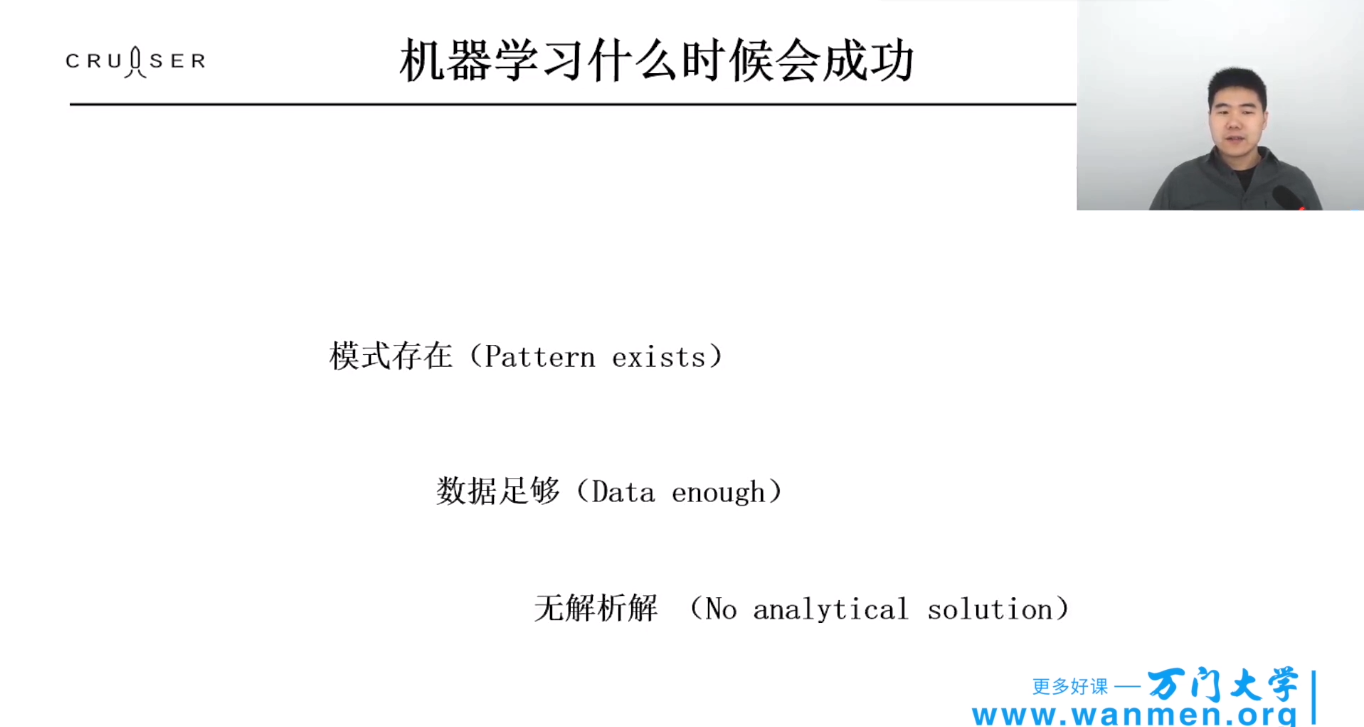 CRUISER
机器学习什么时候会成功
模式存在（Pattern exists）
数据足够（Data enough）
无解析解 （No analytical solution）
更多好课 — 万门大学
www.wanmen.org